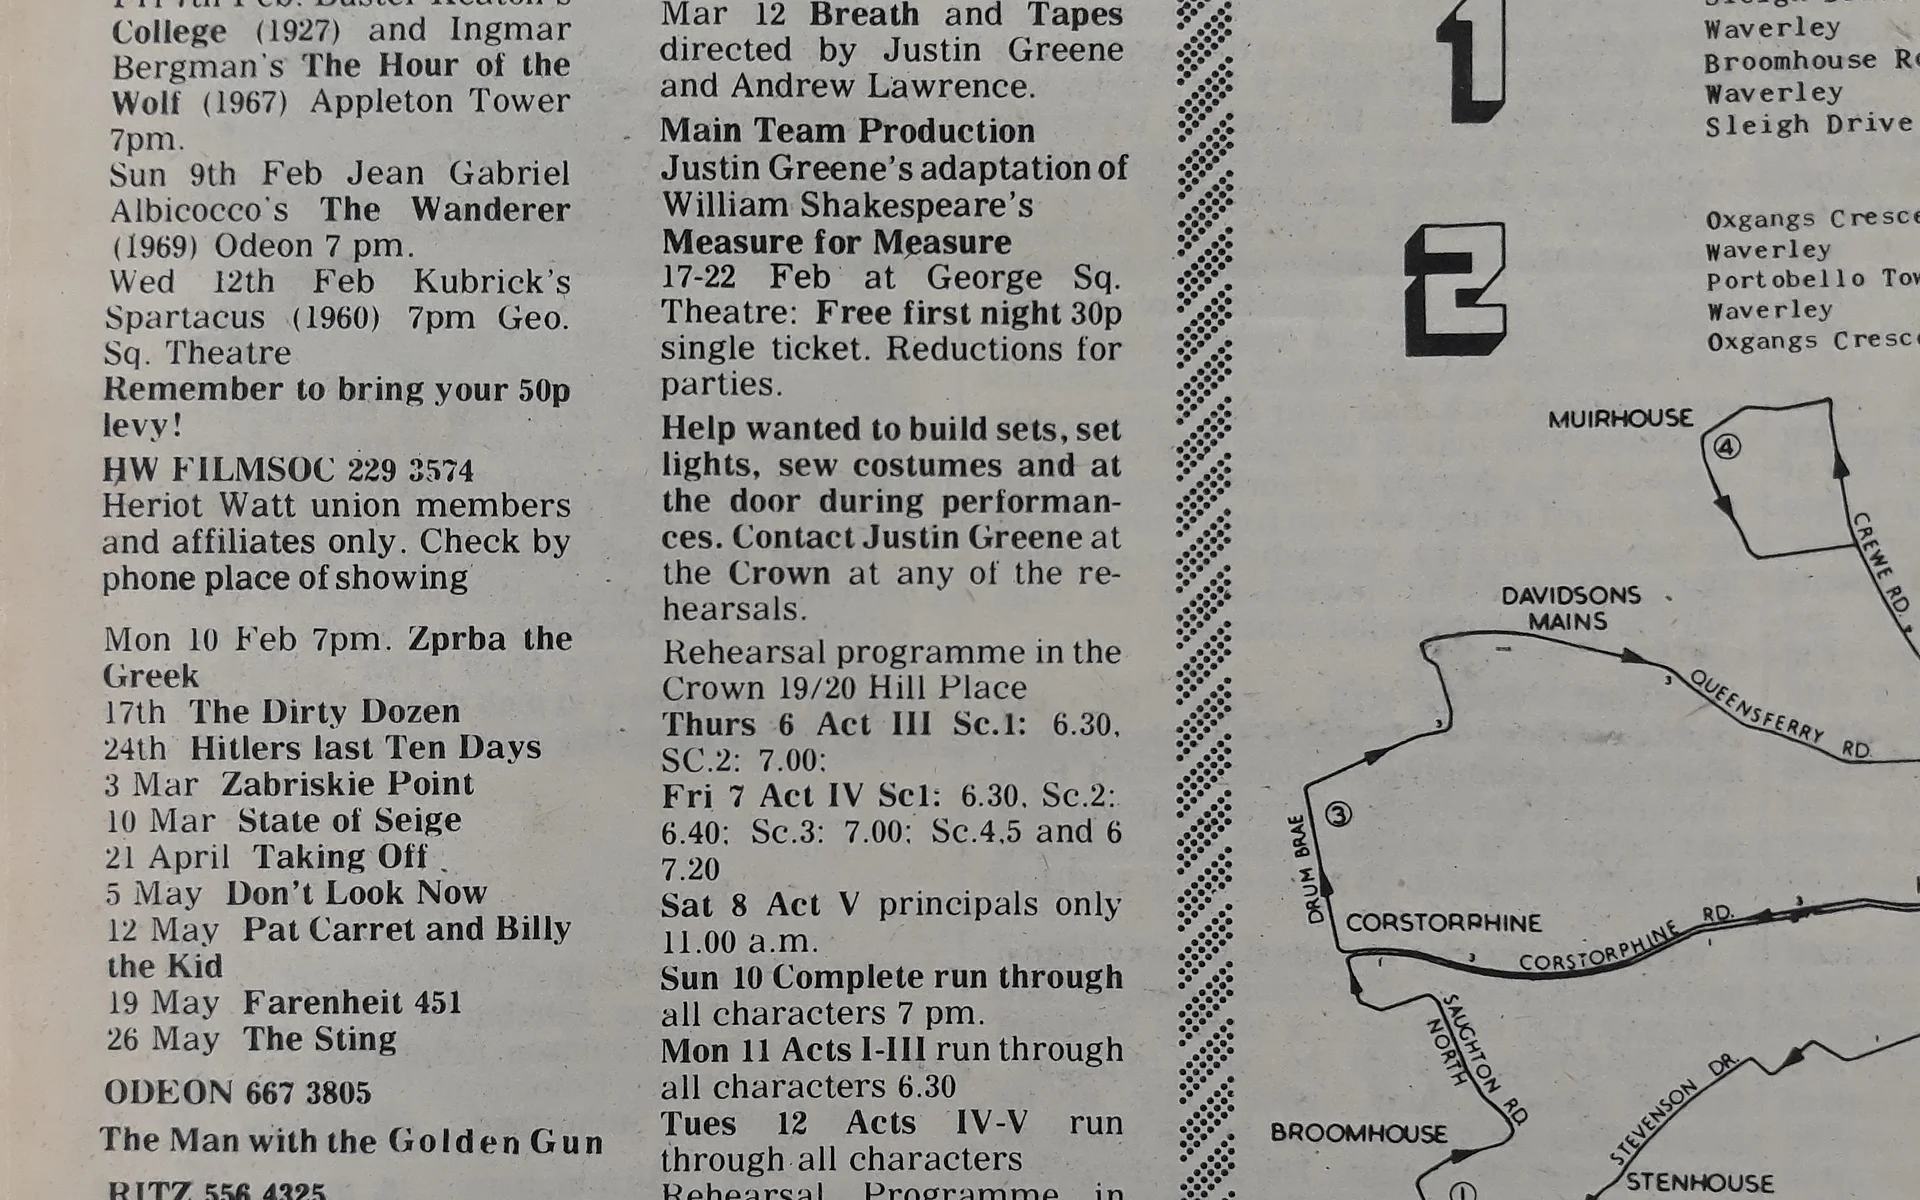 College (1927) and Ingmar
Bergman's The Hour of the
Wolf (1967) Appleton Tower
7pm.
Sun 9th Feb Jean Gabriel
Albicocco's The Wanderer
(1969) Odeon 7 pm.
Wed 12th Feb Kubrick's
Spartacus (1960) 7pm Geo.
Sq. Theatre
Remember to bring your 50p
levy!
HW FILMSOC 229 3574
Heriot Watt union members
and affiliates only. Check by
phone place of showing
Mon 10 Feb 7pm. Zprba the
Greek
17th The Dirty Dozen
24th Hitlers last Ten Days
3 Mar Zabriskie Point
10 Mar State of Seige
21 April Taking Off
5 May Don't Look Now
12 May Pat Carret and Billy
the Kid
19 May Farenheit 451
26 May The Sting
ODEON 667 3805
The Man with the Golden Gun
RITZ 556 4325
Mar 12 Breath and Tapes
directed by Justin Greene
and Andrew Lawrence.
Main Team Production
Justin Greene's adaptation of
William Shakespeare's
Measure for Measure
17-22 Feb at George Sq.
Theatre: Free first night 30p
single ticket. Reductions for
parties.
Help wanted to build sets, set
lights, sew costumes and at
the door during performan-
ces. Contact Justin Greene at
the Crown at any of the re-
hearsals.
Rehearsal programme in the
Crown 19/20 Hill Place
Thurs 6 Act III Sc.1: 6.30,
SC.2: 7.00:
Fri 7 Act IV Sc1: 6.30, Sc.2:
6.40; Sc.3: 7.00; Sc.4,5 and 6
7.20
Sat 8 Act V principals only
11.00 a.m.
Sun 10 Complete run through
all characters 7 pm.
Mon 11 Acts I-III run through
all characters 6.30
Tues 12 Acts IV-V run
through all characters
Rehearsal Programme in
1
Waverley
Broomhouse
Waverley
Sleigh Drive
2
Oxgangs
Waverley
Portobello
Waverley
Oxgangs
MUIRHOUSE
4
CREWE RD.
DAVIDSONS
MAINS
QUEENSFERRY RD.
3
DRUM BRAE
CORSTORPHINE
CORSTORPHINE RD.
SAUGHTON RD
NORTH
STEVENSON DR.
BROOMHOUSE
STENHOUSE
1